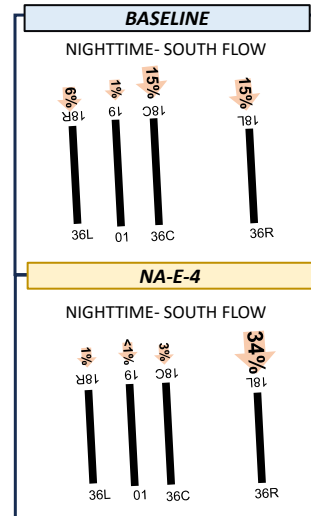 BASELINE
NIGHTTIME- SOUTH FLOW
6% 1% 15% 15%
18R 19 18C 18L
36L 01 36C 36R
NA-E-4
NIGHTTIME- SOUTH FLOW
1% <1% 3% 34%
18R 19 18C 18L
36L 01 36C 36R